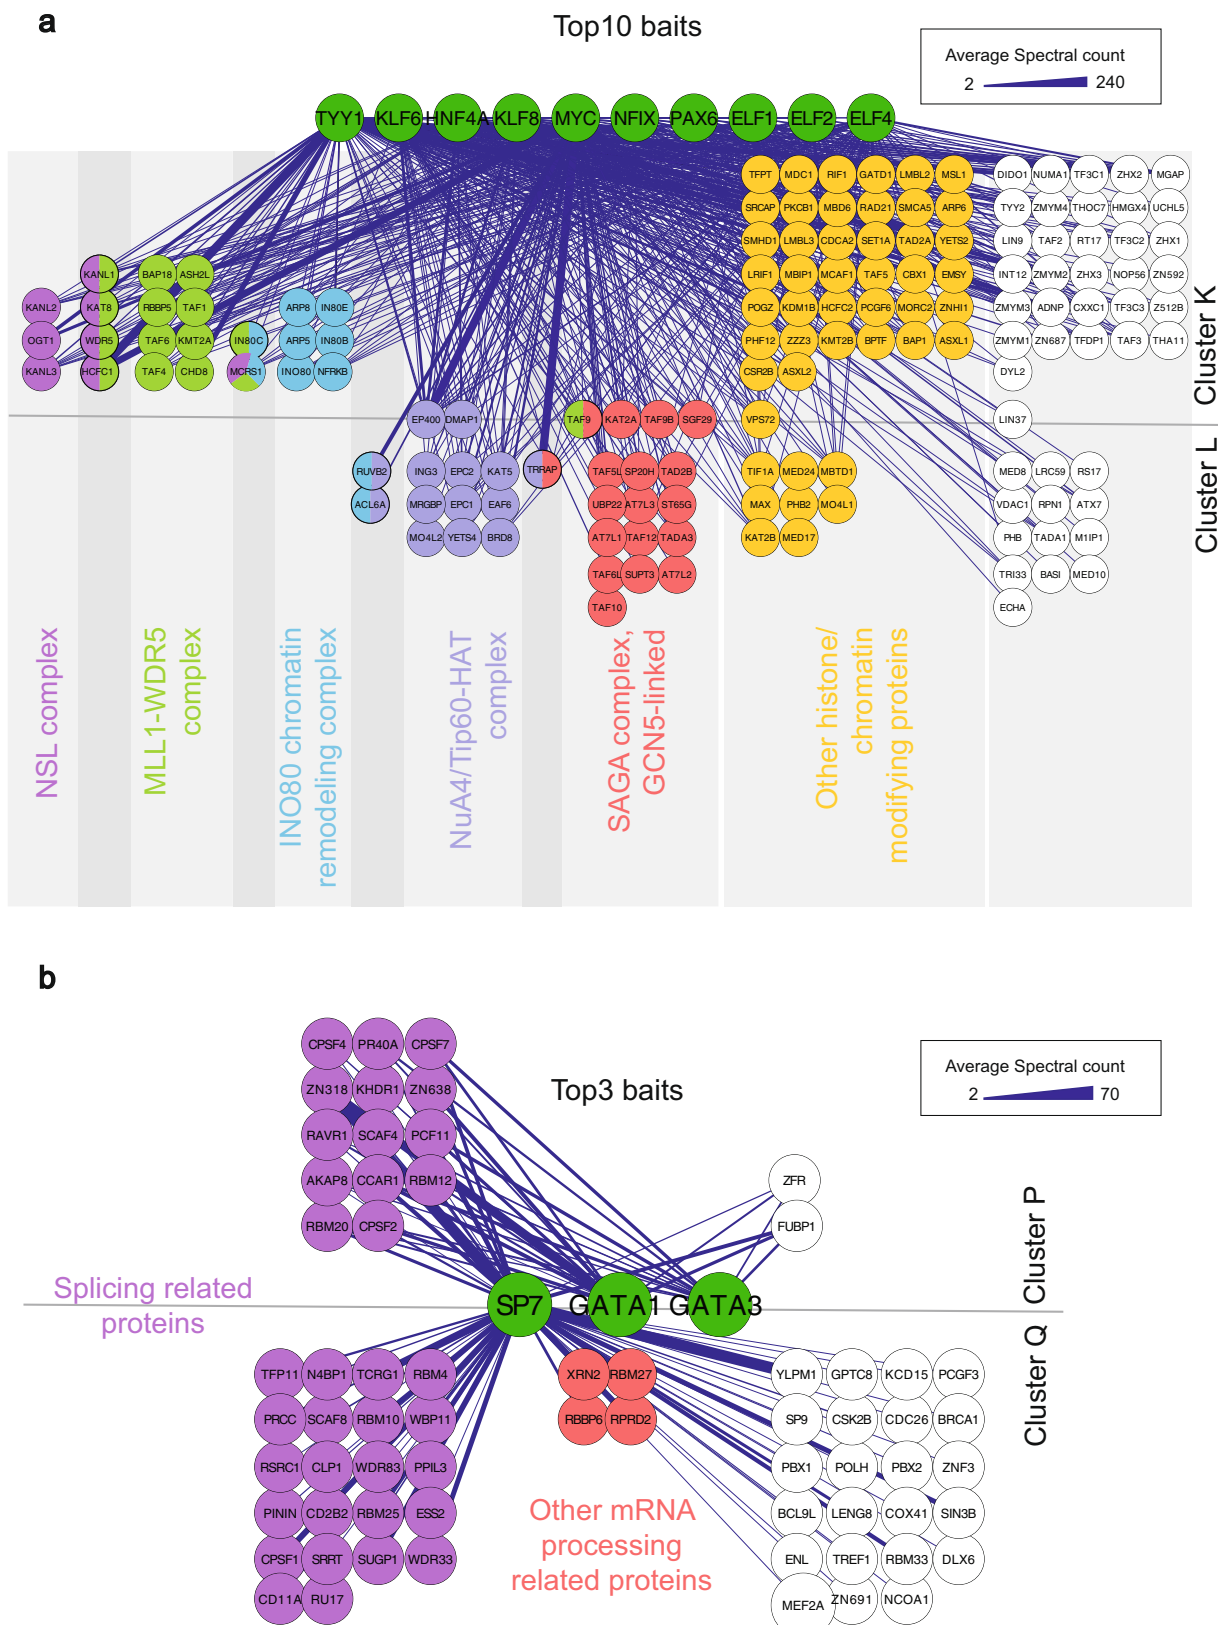 a
Top10 baits
Average Spectral count
2 240
TYY1 KLF6 HNF4A KLF8 MYC NFIX PAX6 ELF1 ELF2 ELF4
TFPT MDC1 RIF1 GATD1 LMBL2 MSL1 DIDO1 NUMA1 TF3C1 ZHX2 MGAP
SRCAP PKCB1 MBD6 RAD21 SMCA5 ARP6 TYY2 ZMYM4 THOC7 HMGX4 UCHL5
SMHD1 LMBL3 CDCA2 SET1A TAD2A YETS2 LIN9 TAF2 RT17 TF3C2 ZHX1
KANL1 BAP18 ASH2L LRIF1 MBIP1 MCAF1 TAF5 CBX1 EMSY INT12 ZMYM2 ZHX3 NOP56 ZN592
KANL2 KAT8 RBBP5 TAF1 ARP8 IN80E POGZ KDM1B HCFC2 PCGF6 MORC2 ZNHI1 ZMYM3 ADNP CXXC1 TF3C3 Z512B
OGT1 WDR5 TAF6 KMT2A IN80C ARP5 IN80B PHF12 ZZZ3 KMT2B BPTF BAP1 ASXL1 ZMYM1 ZN687 TFDP1 TAF3 THA11
KANL3 HCFC1 TAF4 CHD8 MCRS1 INO80 NFRKB CSR2B ASXL2 DYL2
Cluster K
EP400 DMAP1 TAF9 KAT2A TAF9B SGF29 VPS72 LIN37
RUVB2 ING3 EPC2 KAT5 TRRAP TAF5L SP20H TAD2B TIF1A MED24 MBTD1 MED8 LRC59 RS17
ACL6A MRGBP EPC1 EAF6 UBP22 AT7L3 ST65G MAX PHB2 MO4L1 VDAC1 RPN1 ATX7
MO4L2 YETS4 BRD8 AT7L1 TAF12 TADA3 KAT2B MED17 PHB TADA1 M1IP1
TAF6L SUPT3 AT7L2 TRI33 BASI MED10
TAF10 ECHA
Cluster L
NSL complex
MLL1-WDR5
complex
INO80 chromatin
remodeling complex
NuA4/Tip60-HAT
complex
SAGA complex,
GCN5-linked
Other histone/
chromatin
modifying proteins
b
Top3 baits
Average Spectral count
2 70
CPSF4 PR40A CPSF7
ZN318 KHDR1 ZN638
RAVR1 SCAF4 PCF11
AKAP8 CCAR1 RBM12 ZFR
RBM20 CPSF2 FUBP1
Cluster P
Splicing related
proteins
SP7 GATA1 GATA3
Cluster Q
TFP11 N4BP1 TCRG1 RBM4 XRN2 RBM27 YLPM1 GPTC8 KCD15 PCGF3
PRCC SCAF8 RBM10 WBP11 RBBP6 RPRD2 SP9 CSK2B CDC26 BRCA1
RSRC1 CLP1 WDR83 PPIL3 PBX1 POLH PBX2 ZNF3
PININ CD2B2 RBM25 ESS2 BCL9L LENG8 COX41 SIN3B
CPSF1 SRRT SUGP1 WDR33 ENL TREF1 RBM33 DLX6
CD11A RU17 MEF2A ZN691 NCOA1
Other mRNA
processing
related proteins